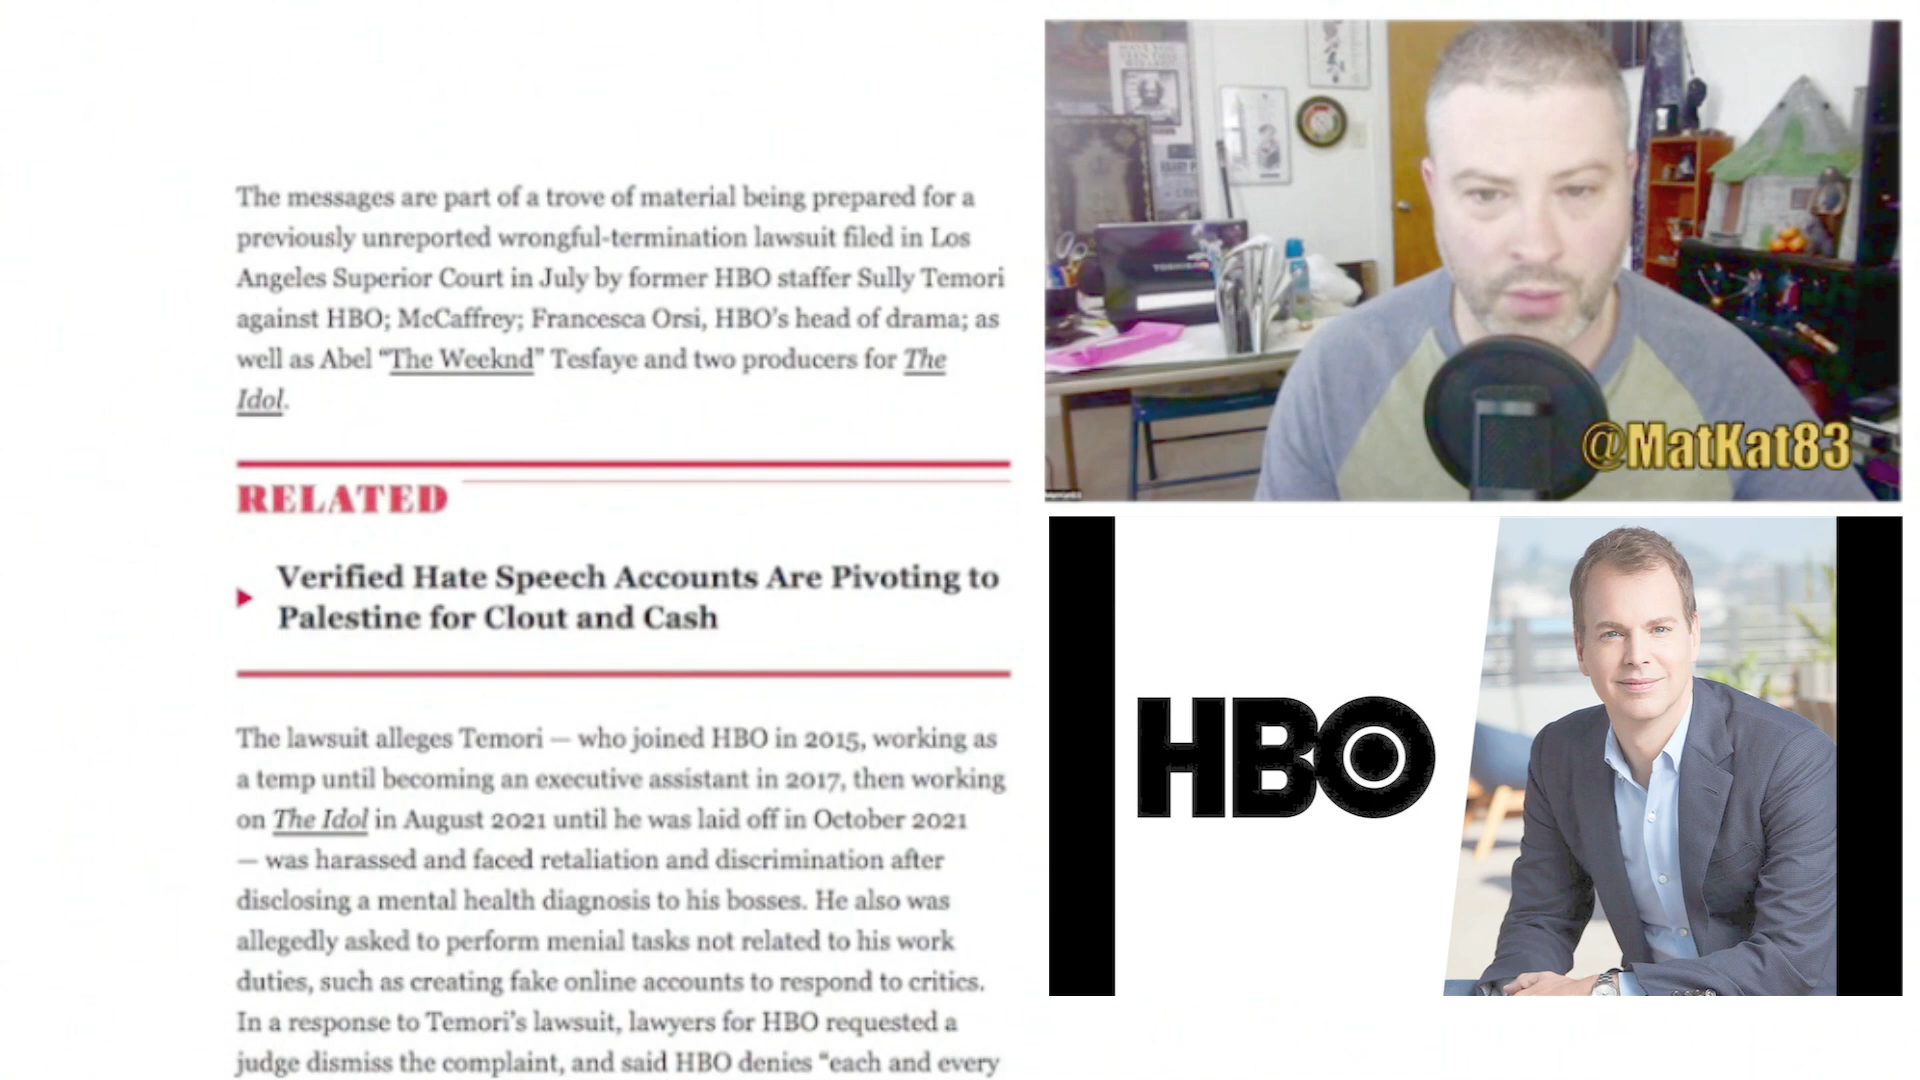 The messages are part of a trove of material being prepared for a
previously unreported wrongful-termination lawsuit filed in Los
Angeles Superior Court in July by former HBO staffer Sully Temori
against HBO; McCaffrey; Francesca Orsi, HBO's head of drama; as
well as Abel “The Weeknd” Tesfaye and two producers for The
Idol.
RELATED
Verified Hate Speech Accounts Are Pivoting to
Palestine for Clout and Cash
The lawsuit alleges Temori — who joined HBO in 2015, working as
a temp until becoming an executive assistant in 2017, then working
on The Idol in August 2021 until he was laid off in October 2021
— was harassed and faced retaliation and discrimination after
disclosing a mental health diagnosis to his bosses. He also was
allegedly asked to perform menial tasks not related to his work
duties, such as creating fake online accounts to respond to critics.
In a response to Temori's lawsuit, lawyers for HBO requested a
judge dismiss the complaint, and said HBO denies “each and every
TOSHIBA
@MatKat83
HBO